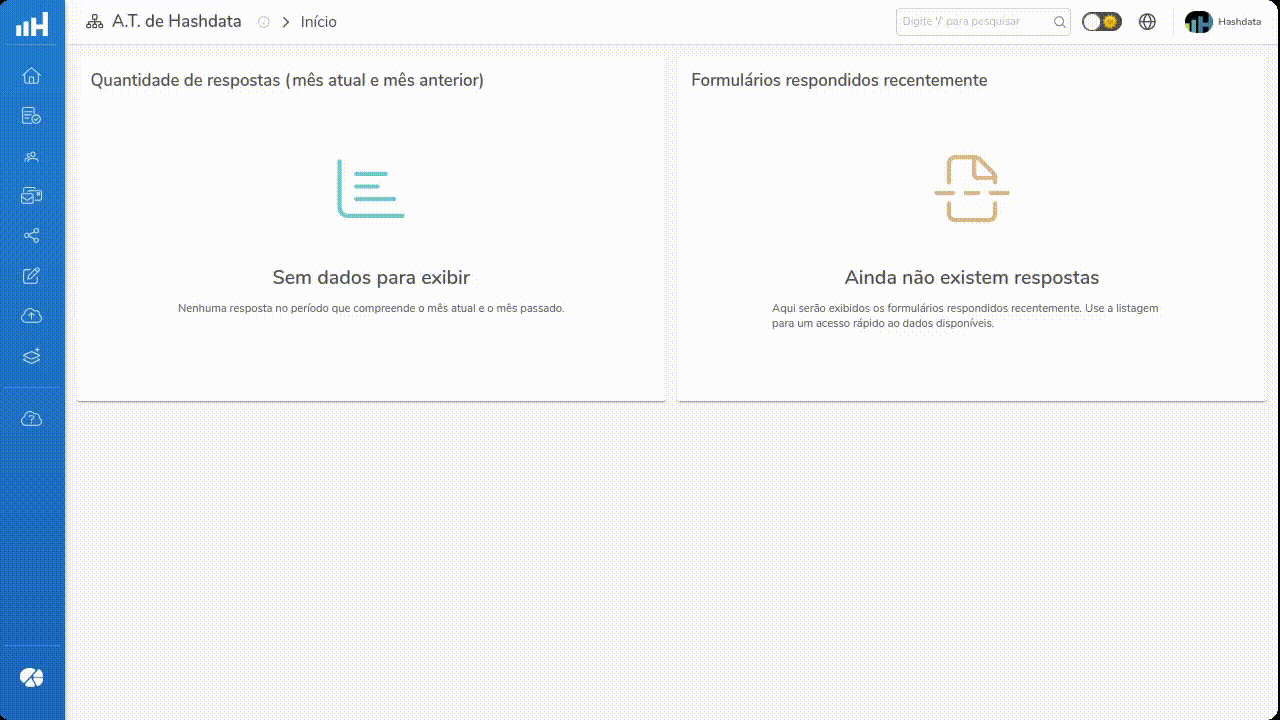 A.T. de Hashdata
Início
Digite '/' para pesquisar
Hashdata
Quantidade de respostas (mês atual e mês anterior)
Sem dados para exibir
Nenhuma resposta no período que compreende o mês atual e o mês passado.
Formulários respondidos recentemente
Ainda não existem respostas
Aqui serão exibidos os formulários respondidos recentemente. Use a listagem
para um acesso rápido ao dados disponíveis.